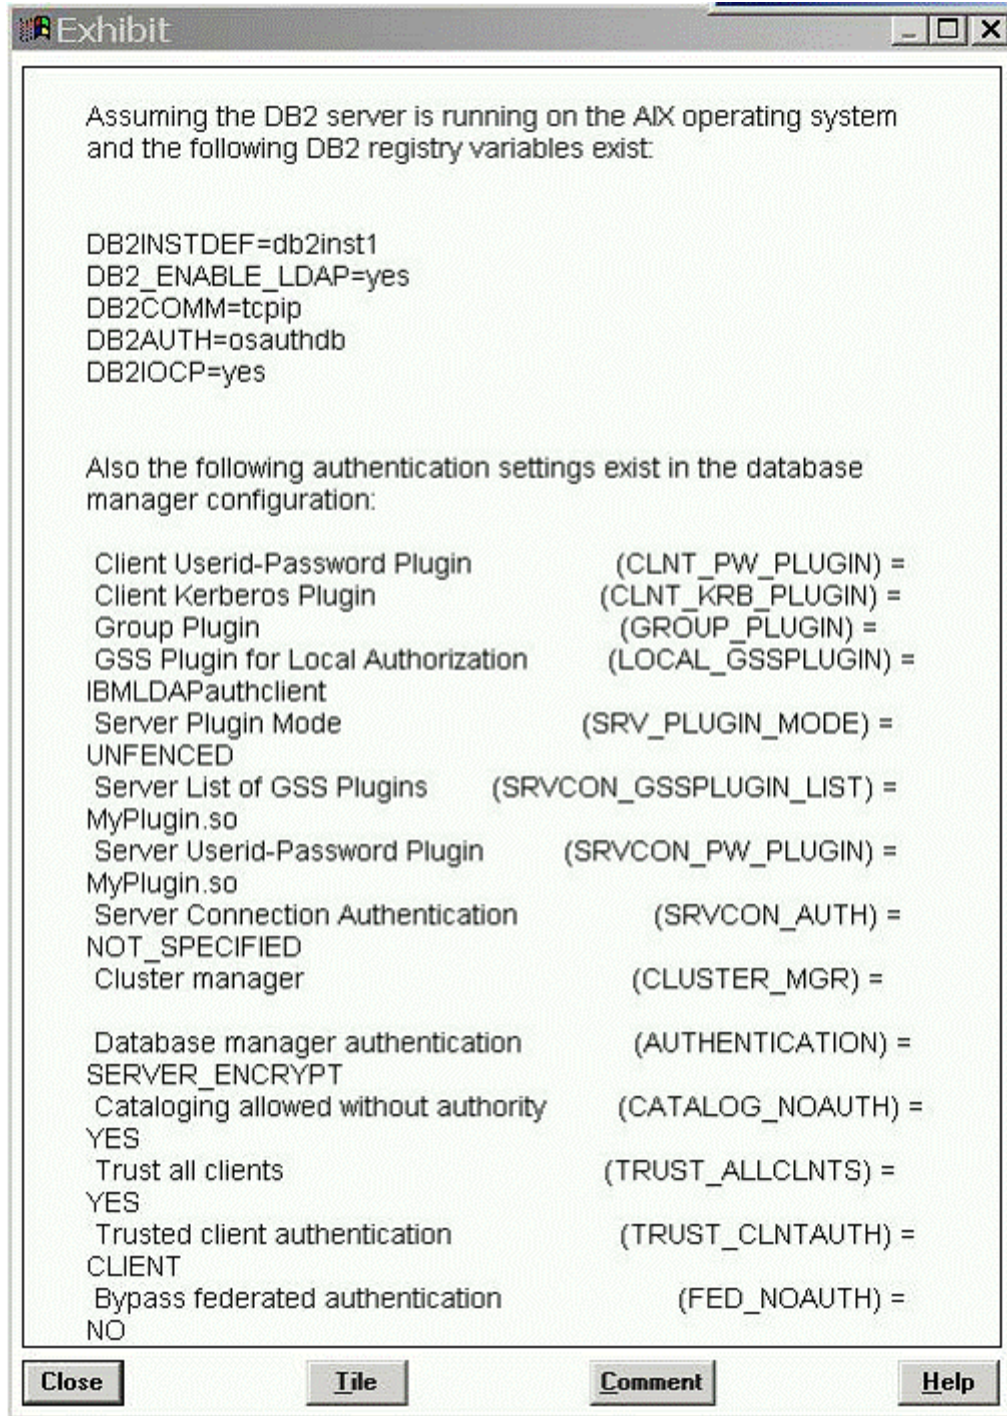 Exhibit
Assuming the DB2 server is running on the AIX operating system
and the following DB2 registry variables exist:
DB2INSTDEF=db2inst1
DB2_ENABLE_LDAP=yes
DB2COMM=tcpip
DB2AUTH=osauthdb
DB2IOCP=yes
Also the following authentication settings exist in the database
manager configuration:
Client Userid-Password Plugin (CLNT_PW_PLUGIN) =
Client Kerberos Plugin (CLNT_KRB_PLUGIN) =
Group Plugin (GROUP_PLUGIN) =
GSS Plugin for Local Authorization (LOCAL_GSSPLUGIN) =
IBMLDAPauthclient
Server Plugin Mode (SRV_PLUGIN_MODE) =
UNFENCED
Server List of GSS Plugins (SRVCON_GSSPLUGIN_LIST) =
MyPlugin.so
Server Userid-Password Plugin (SRVCON_PW_PLUGIN) =
MyPlugin.so
Server Connection Authentication (SRVCON_AUTH) =
NOT_SPECIFIED
Cluster manager (CLUSTER_MGR) =
Database manager authentication (AUTHENTICATION) =
SERVER_ENCRYPT
Cataloging allowed without authority (CATALOG_NOAUTH) =
YES
Trust all clients (TRUST_ALLCLNTS) =
YES
Trusted client authentication (TRUST_CLNTAUTH) =
CLIENT
Bypass federated authentication (FED_NOAUTH) =
NO
Close Tile Comment Help